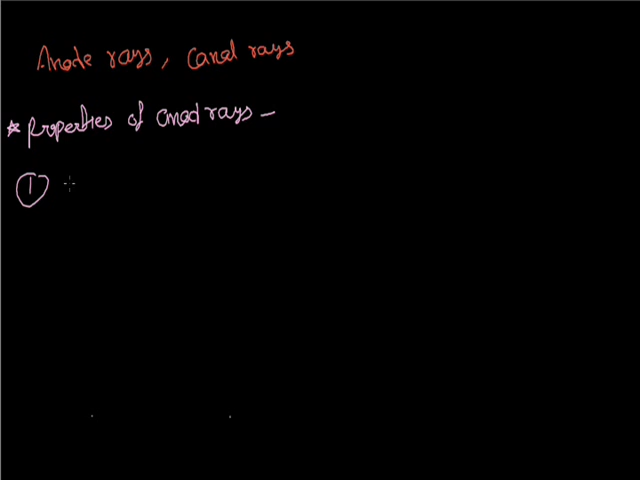 Anode rays, Canal rays
* Properties of anod rays -
①